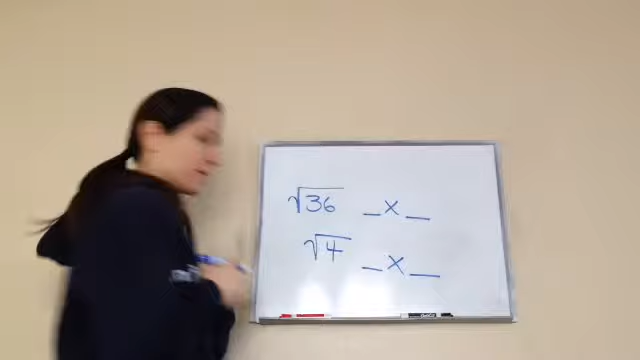 √36 _ x _
√4 _ x _